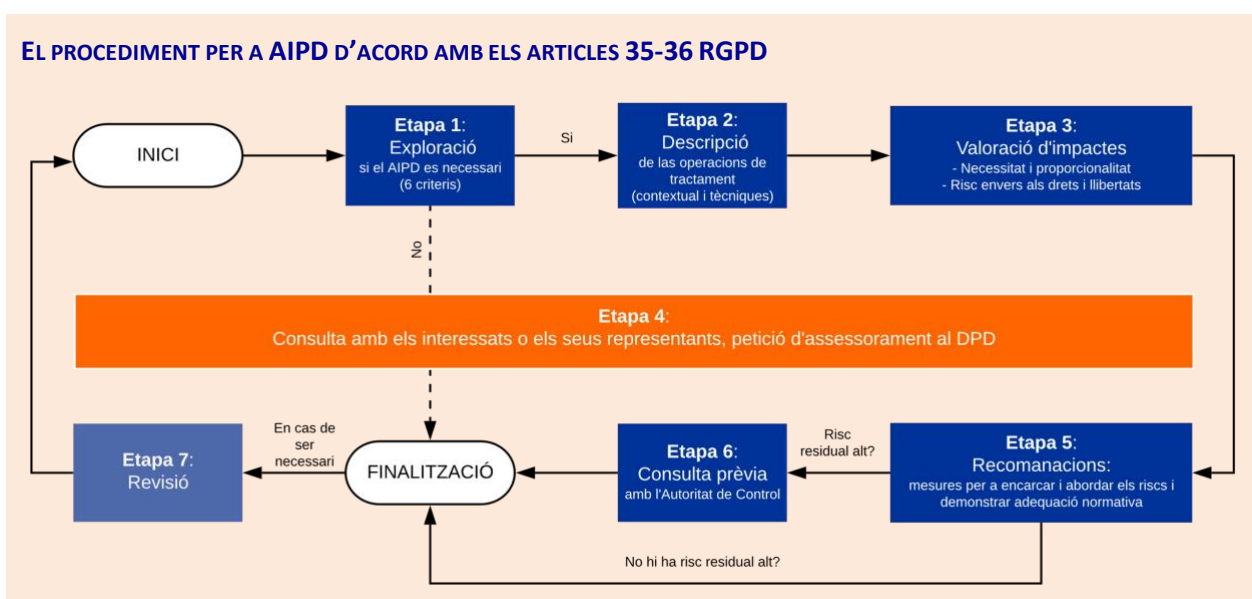 EL PROCEDIMENT PER A AIPD D'ACORD AMB ELS ARTICLES 35-36 RGPD
INICI
Etapa 1:
Exploració
si el AIPD es necessari
(6 criteris)
Si
Etapa 2:
Descripció
de las operacions de
tractament
(contextual i tècniques)
Etapa 3:
Valoració d'impactes
- Necessitat i proporcionalitat
- Risc envers als drets i llibertats
No
Etapa 4:
Consulta amb els interessats o els seus representants, petició d'assessorament al DPD
Etapa 7:
Revisió
En cas de
ser
necessari
FINALITZACIÓ
Etapa 6:
Consulta prèvia
amb l'Autoritat de Control
Risc
residual alt?
Etapa 5:
Recomanacions:
mesures per a encarcar i abordar els riscs i
demonstrar adequació normativa
No hi ha risc residual alt?